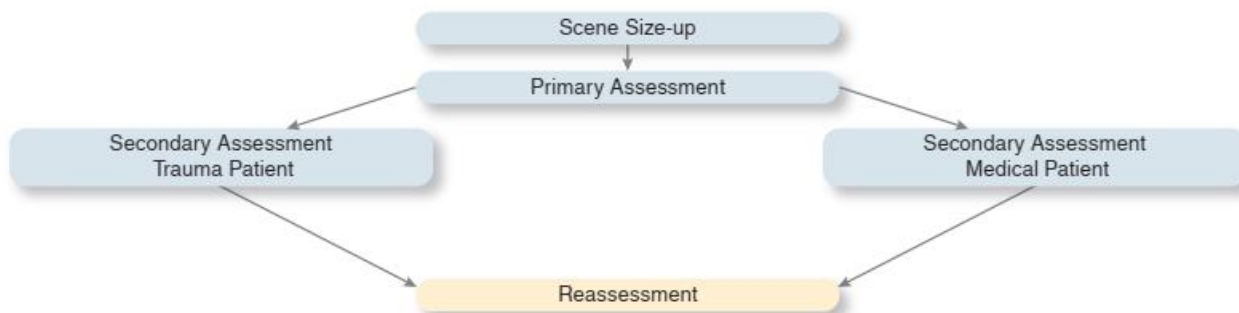 Scene Size-up
Primary Assessment
Secondary Assessment
Trauma Patient
Secondary Assessment
Medical Patient
Reassessment